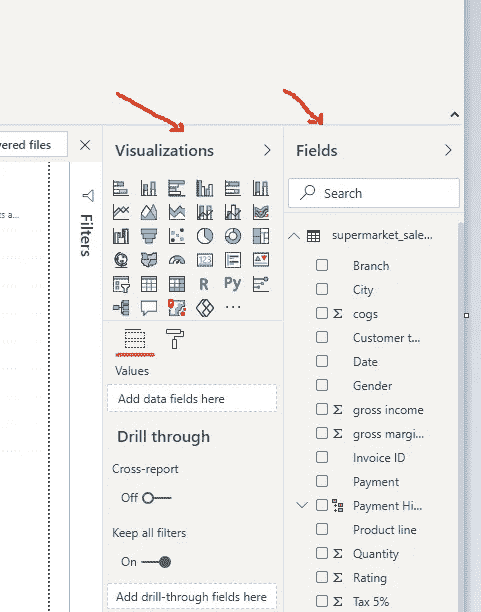 vered files
Visualizations
Fields
Search
s a...
Filters
supermarket_sale...
Branch
City
cogs
Customer t...
Date
Gender
gross income
gross margi...
Invoice ID
Payment
Payment Hi...
Product line
Quantity
Rating
Tax 5%
123
R
Py
Values
Add data fields here
Drill through
Cross-report
Off
Keep all filters
On
Add drill-through fields here